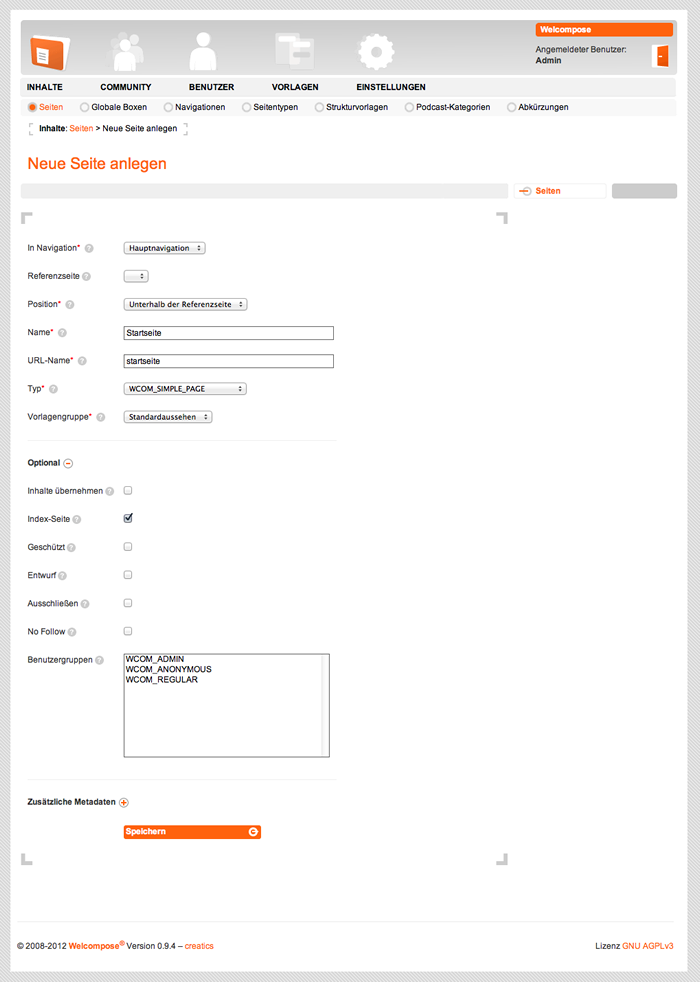 Welcompose
Angemeldeter Benutzer:
Admin
INHALTE COMMUNITY BENUTZER VORLAGEN EINSTELLUNGEN
Seiten Globale Boxen Navigationen Seitentypen Strukturvorlagen Podcast-Kategorien Abkürzungen
Inhalte: Seiten > Neue Seite anlegen
Neue Seite anlegen
Seiten
In Navigation* ? Hauptnavigation
Referenzseite ?
Position* ? Unterhalb der Referenzseite
Name* ? Startseite
URL-Name* ? startseite
Typ* ? WCOM_SIMPLE_PAGE
Vorlagengruppe* ? Standardaussehen
Optional
Inhalte übernehmen ?
Index-Seite ?
Geschützt ?
Entwurf ?
Ausschließen ?
No Follow ?
Benutzergruppen ? WCOM_ADMIN
WCOM_ANONYMOUS
WCOM_REGULAR
Zusätzliche Metadaten
Speichern
© 2008-2012 Welcompose® Version 0.9.4 – creatics Lizenz GNU AGPLv3